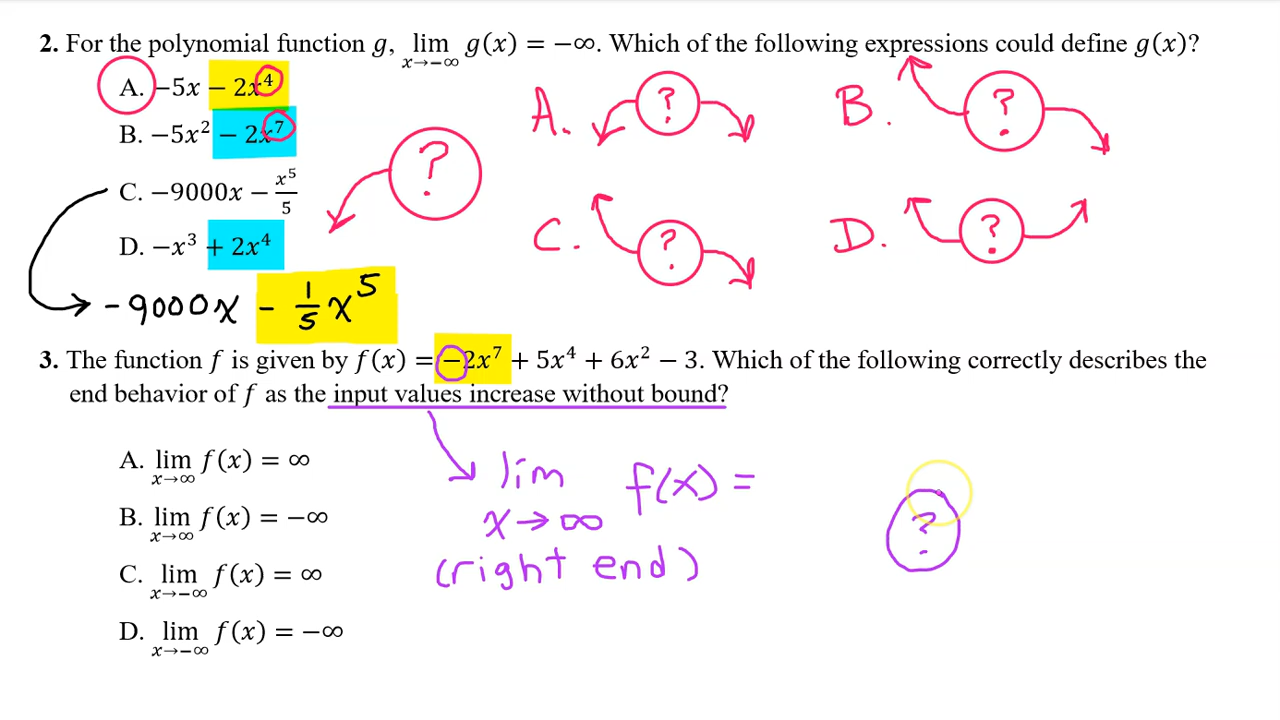 2. For the polynomial function g, lim x→−∞ g(x) = −∞. Which of the following expressions could define g(x)?
A. −5x − 2x⁴
B. −5x² − 2x⁷
C. −9000x − x⁵/5
D. −x³ + 2x⁴
?
A. ?
B. ?
C. ?
D. ?
-9000x - 1/5 x⁵
3. The function f is given by f(x) = −2x⁷ + 5x⁴ + 6x² − 3. Which of the following correctly describes the
end behavior of f as the input values increase without bound?
A. lim x→∞ f(x) = ∞
B. lim x→∞ f(x) = −∞
C. lim x→−∞ f(x) = ∞
D. lim x→−∞ f(x) = −∞
lim x→∞ f(x) =
(right end)
?